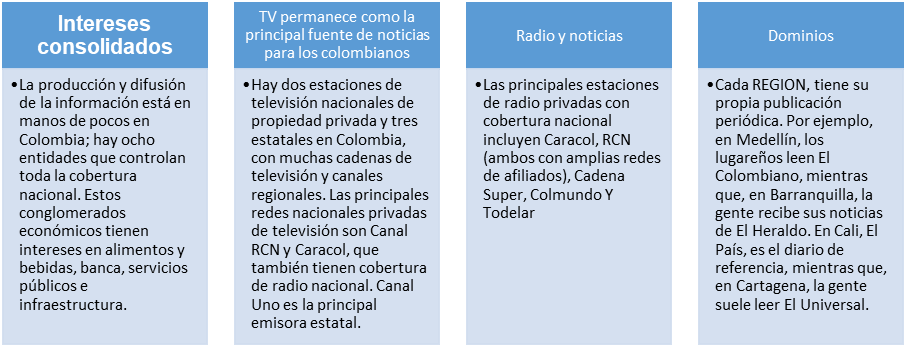 Intereses
consolidados
•La producción y difusión
de la información está en
manos de pocos en
Colombia; hay ocho
entidades que controlan
toda la cobertura
nacional. Estos
conglomerados
económicos tienen
intereses en alimentos y
bebidas, banca, servicios
públicos e
infraestructura.
TV permanece como la
principal fuente de noticias
para los colombianos
•Hay dos estaciones de
televisión nacionales de
propiedad privada y tres
estatales en Colombia,
con muchas cadenas de
televisión y canales
regionales. Las principales
redes nacionales privadas
de televisión son Canal
RCN y Caracol, que
también tienen cobertura
de radio nacional. Canal
Uno es la principal
emisora estatal.
Radio y noticias
•Las principales estaciones
de radio privadas con
cobertura nacional
incluyen Caracol, RCN
(ambos con amplias redes
de afiliados), Cadena
Super, Colmundo Y
Todelar
Dominios
•Cada REGION, tiene su
propia publicación
periódica. Por ejemplo,
en Medellín, los
lugareños leen El
Colombiano, mientras
que, en Barranquilla, la
gente recibe sus noticias
de El Heraldo. En Cali, El
País, es el diario de
referencia, mientras que,
en Cartagena, la gente
suele leer El Universal.